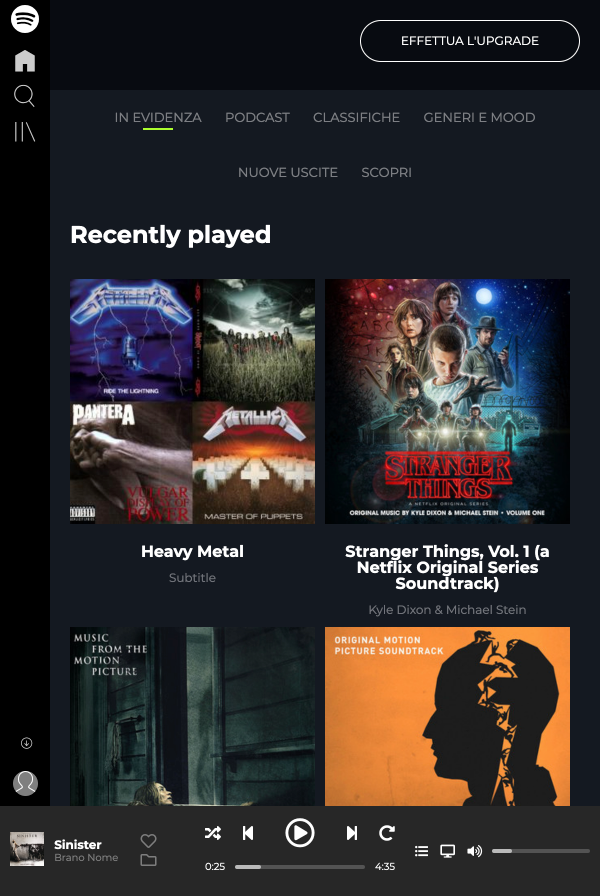 EFFETTUA L'UPGRADE
IN EVIDENZA PODCAST CLASSIFICHE GENERI E MOOD
NUOVE USCITE SCOPRI
Recently played
METALLICA
RIDE THE LIGHTNING
PANTERA
VULGAR
DISPLAY OF
POWER
METALLICA
MASTER OF PUPPETS
STRANGER
THINGS
A NETFLIX ORIGINAL SERIES
ORIGINAL MUSIC BY KYLE DIXON & MICHAEL STEIN • VOLUME ONE
Heavy Metal
Subtitle
Stranger Things, Vol. 1 (a
Netflix Original Series
Soundtrack)
Kyle Dixon & Michael Stein
MUSIC
FROM THE
MOTION
PICTURE
ORIGINAL MOTION
PICTURE SOUNDTRACK
Sinister
Brano Nome
0:25
4:35